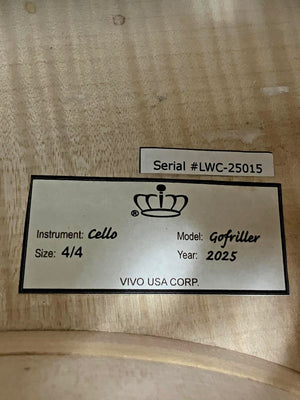 Serial #LWC-25015
®
Instrument: Cello Model: Gofriller
Size: 4/4 Year: 2025
VIVO USA CORP.